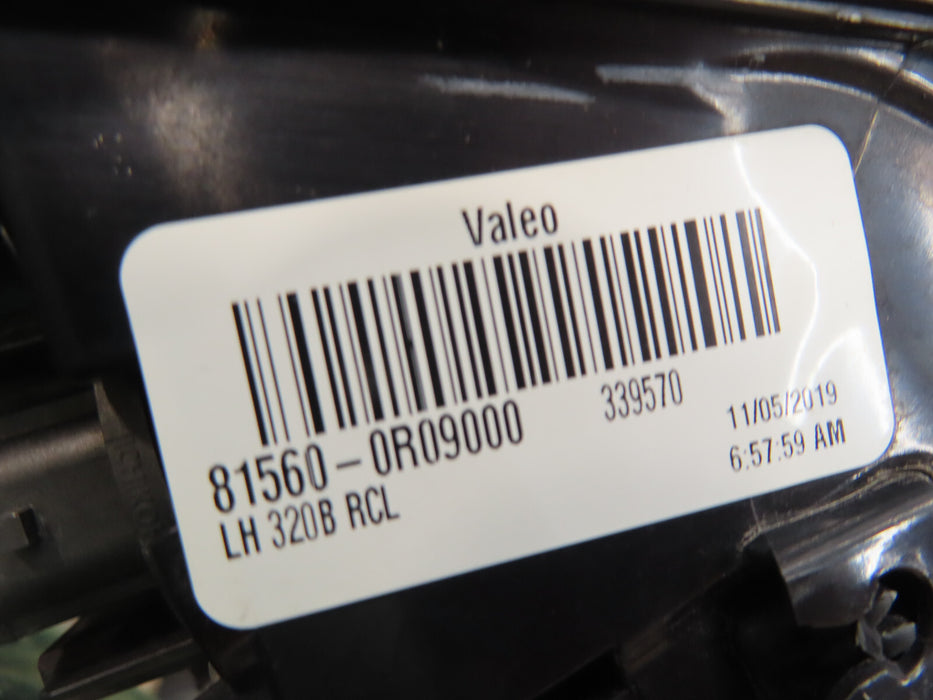 Valeo
81560-0R09000 339570 11/05/2019
LH 320B RCL 6:57:59 AM